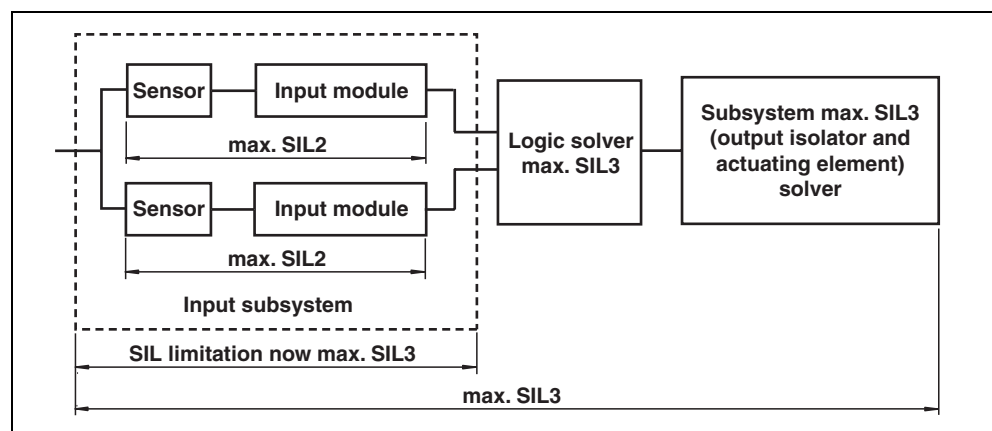 Sensor
Input module
max. SIL2
Sensor
Input module
max. SIL2
Input subsystem
Logic solver
max. SIL3
Subsystem max. SIL3
(output isolator and
actuating element)
solver
SIL limitation now max. SIL3
max. SIL3